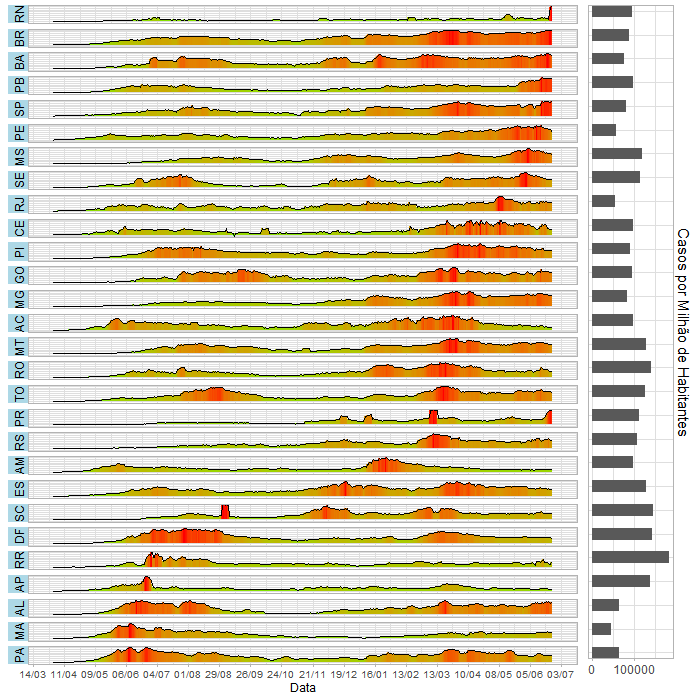 RN
BR
BA
PB
SP
PE
MS
SE
RJ
CE
PI
GO
MG
AC
MT
RO
TO
PR
RS
AM
ES
SC
DF
RR
AP
AL
MA
PA
14/03 11/04 09/05 06/06 04/07 01/08 29/08 26/09 24/10 21/11 19/12 16/01 13/02 13/03 10/04 08/05 05/06 03/07
Data
0 100000
Casos por Milhão de Habitantes